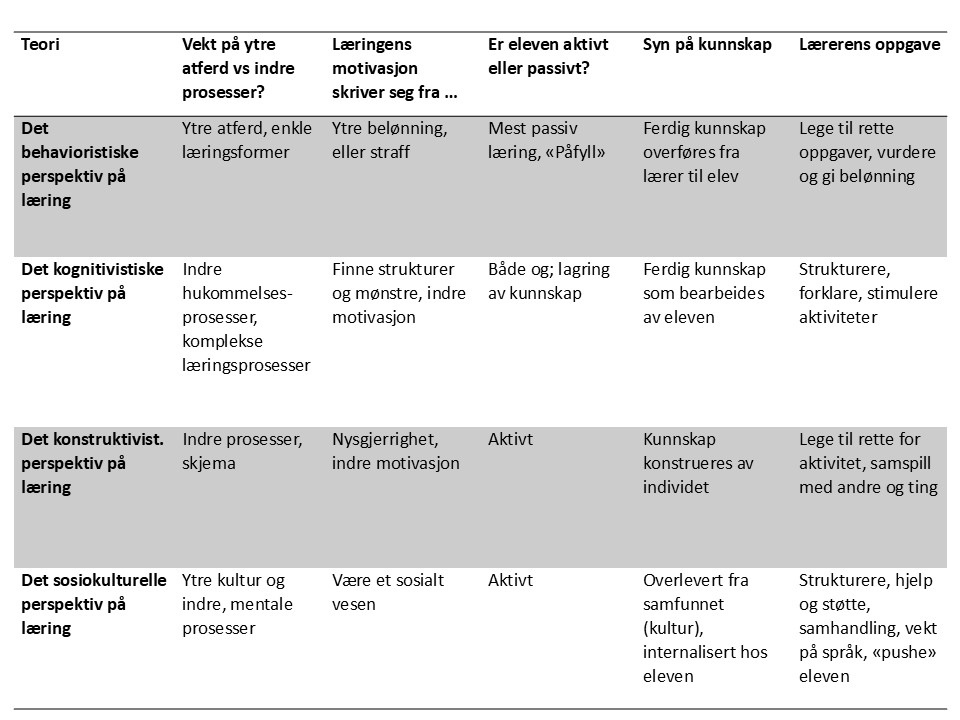 Teori
Vekt på ytre
atferd vs indre
prosesser?
Læringens
motivasjon
skriver seg fra ...
Er eleven aktivt
eller passivt?
Syn på kunnskap
Lærerens oppgave
Det
behavioristiske
perspektiv på
læring
Ytre atferd, enkle
læringsformer
Ytre belønning,
eller straff
Mest passiv
læring, «Påfyll»
Ferdig kunnskap
overføres fra
lærer til elev
Lege til rette
oppgaver, vurdere
og gi belønning
Det kognitivistiske
perspektiv på
læring
Indre
hukommelses-
prosesser,
komplekse
læringsprosesser
Finne strukturer
og mønstre, indre
motivasjon
Både og; lagring
av kunnskap
Ferdig kunnskap
som bearbeides
av eleven
Strukturere,
forklare, stimulere
aktiviteter
Det konstruktivist.
perspektiv på
læring
Indre prosesser,
skjema
Nysgjerrighet,
indre motivasjon
Aktivt
Kunnskap
konstrueres av
individet
Lege til rette for
aktivitet, samspill
med andre og ting
Det sosiokulturelle
perspektiv på
læring
Ytre kultur og
indre, mentale
prosesser
Være et sosialt
vesen
Aktivt
Overlevert fra
samfunnet
(kultur),
internalisert hos
eleven
Strukturere, hjelp
og støtte,
samhandling, vekt
på språk, «pushe»
eleven